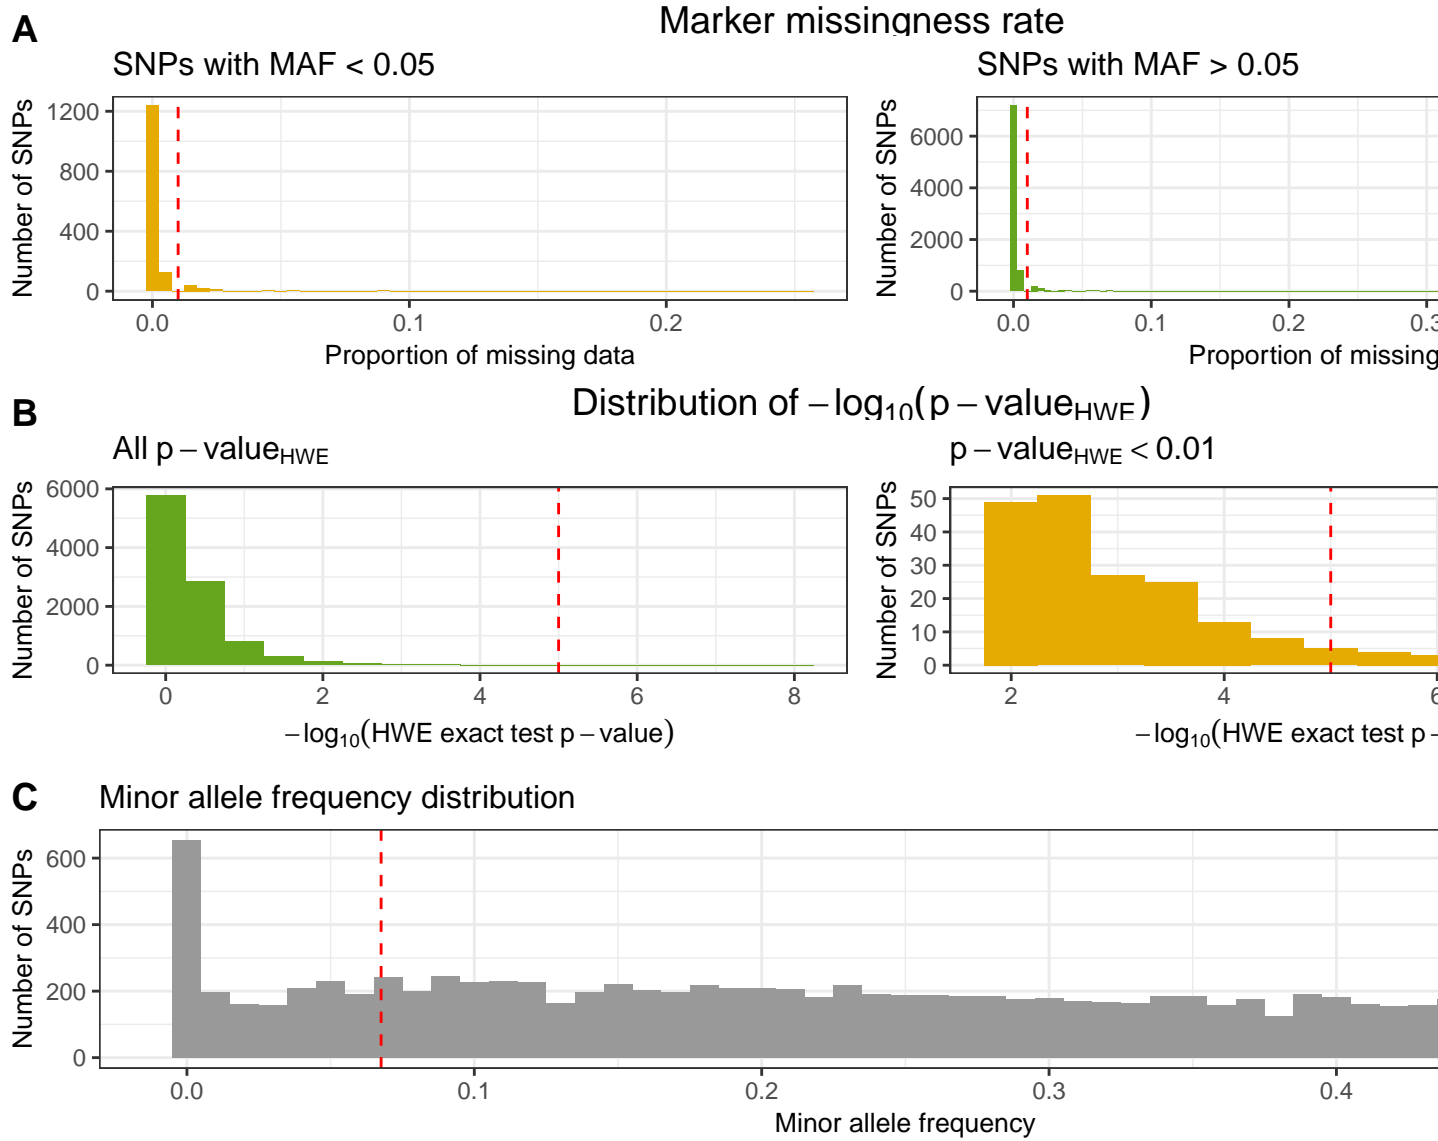 A
Marker missingness rate
SNPs with MAF < 0.05
SNPs with MAF > 0.05
Number of SNPs
1200
800
400
0
0.0 0.1 0.2
Proportion of missing data
Number of SNPs
6000
4000
2000
0
0.0 0.1 0.2 0.3
Proportion of missing
B
Distribution of −log10(p − valueHWE)
All p − valueHWE
p − valueHWE < 0.01
Number of SNPs
6000
4000
2000
0
0 2 4 6 8
−log10(HWE exact test p − value)
Number of SNPs
50
40
30
20
10
0
2 4 6
−log10(HWE exact test p −
C
Minor allele frequency distribution
Number of SNPs
600
400
200
0
0.0 0.1 0.2 0.3 0.4
Minor allele frequency